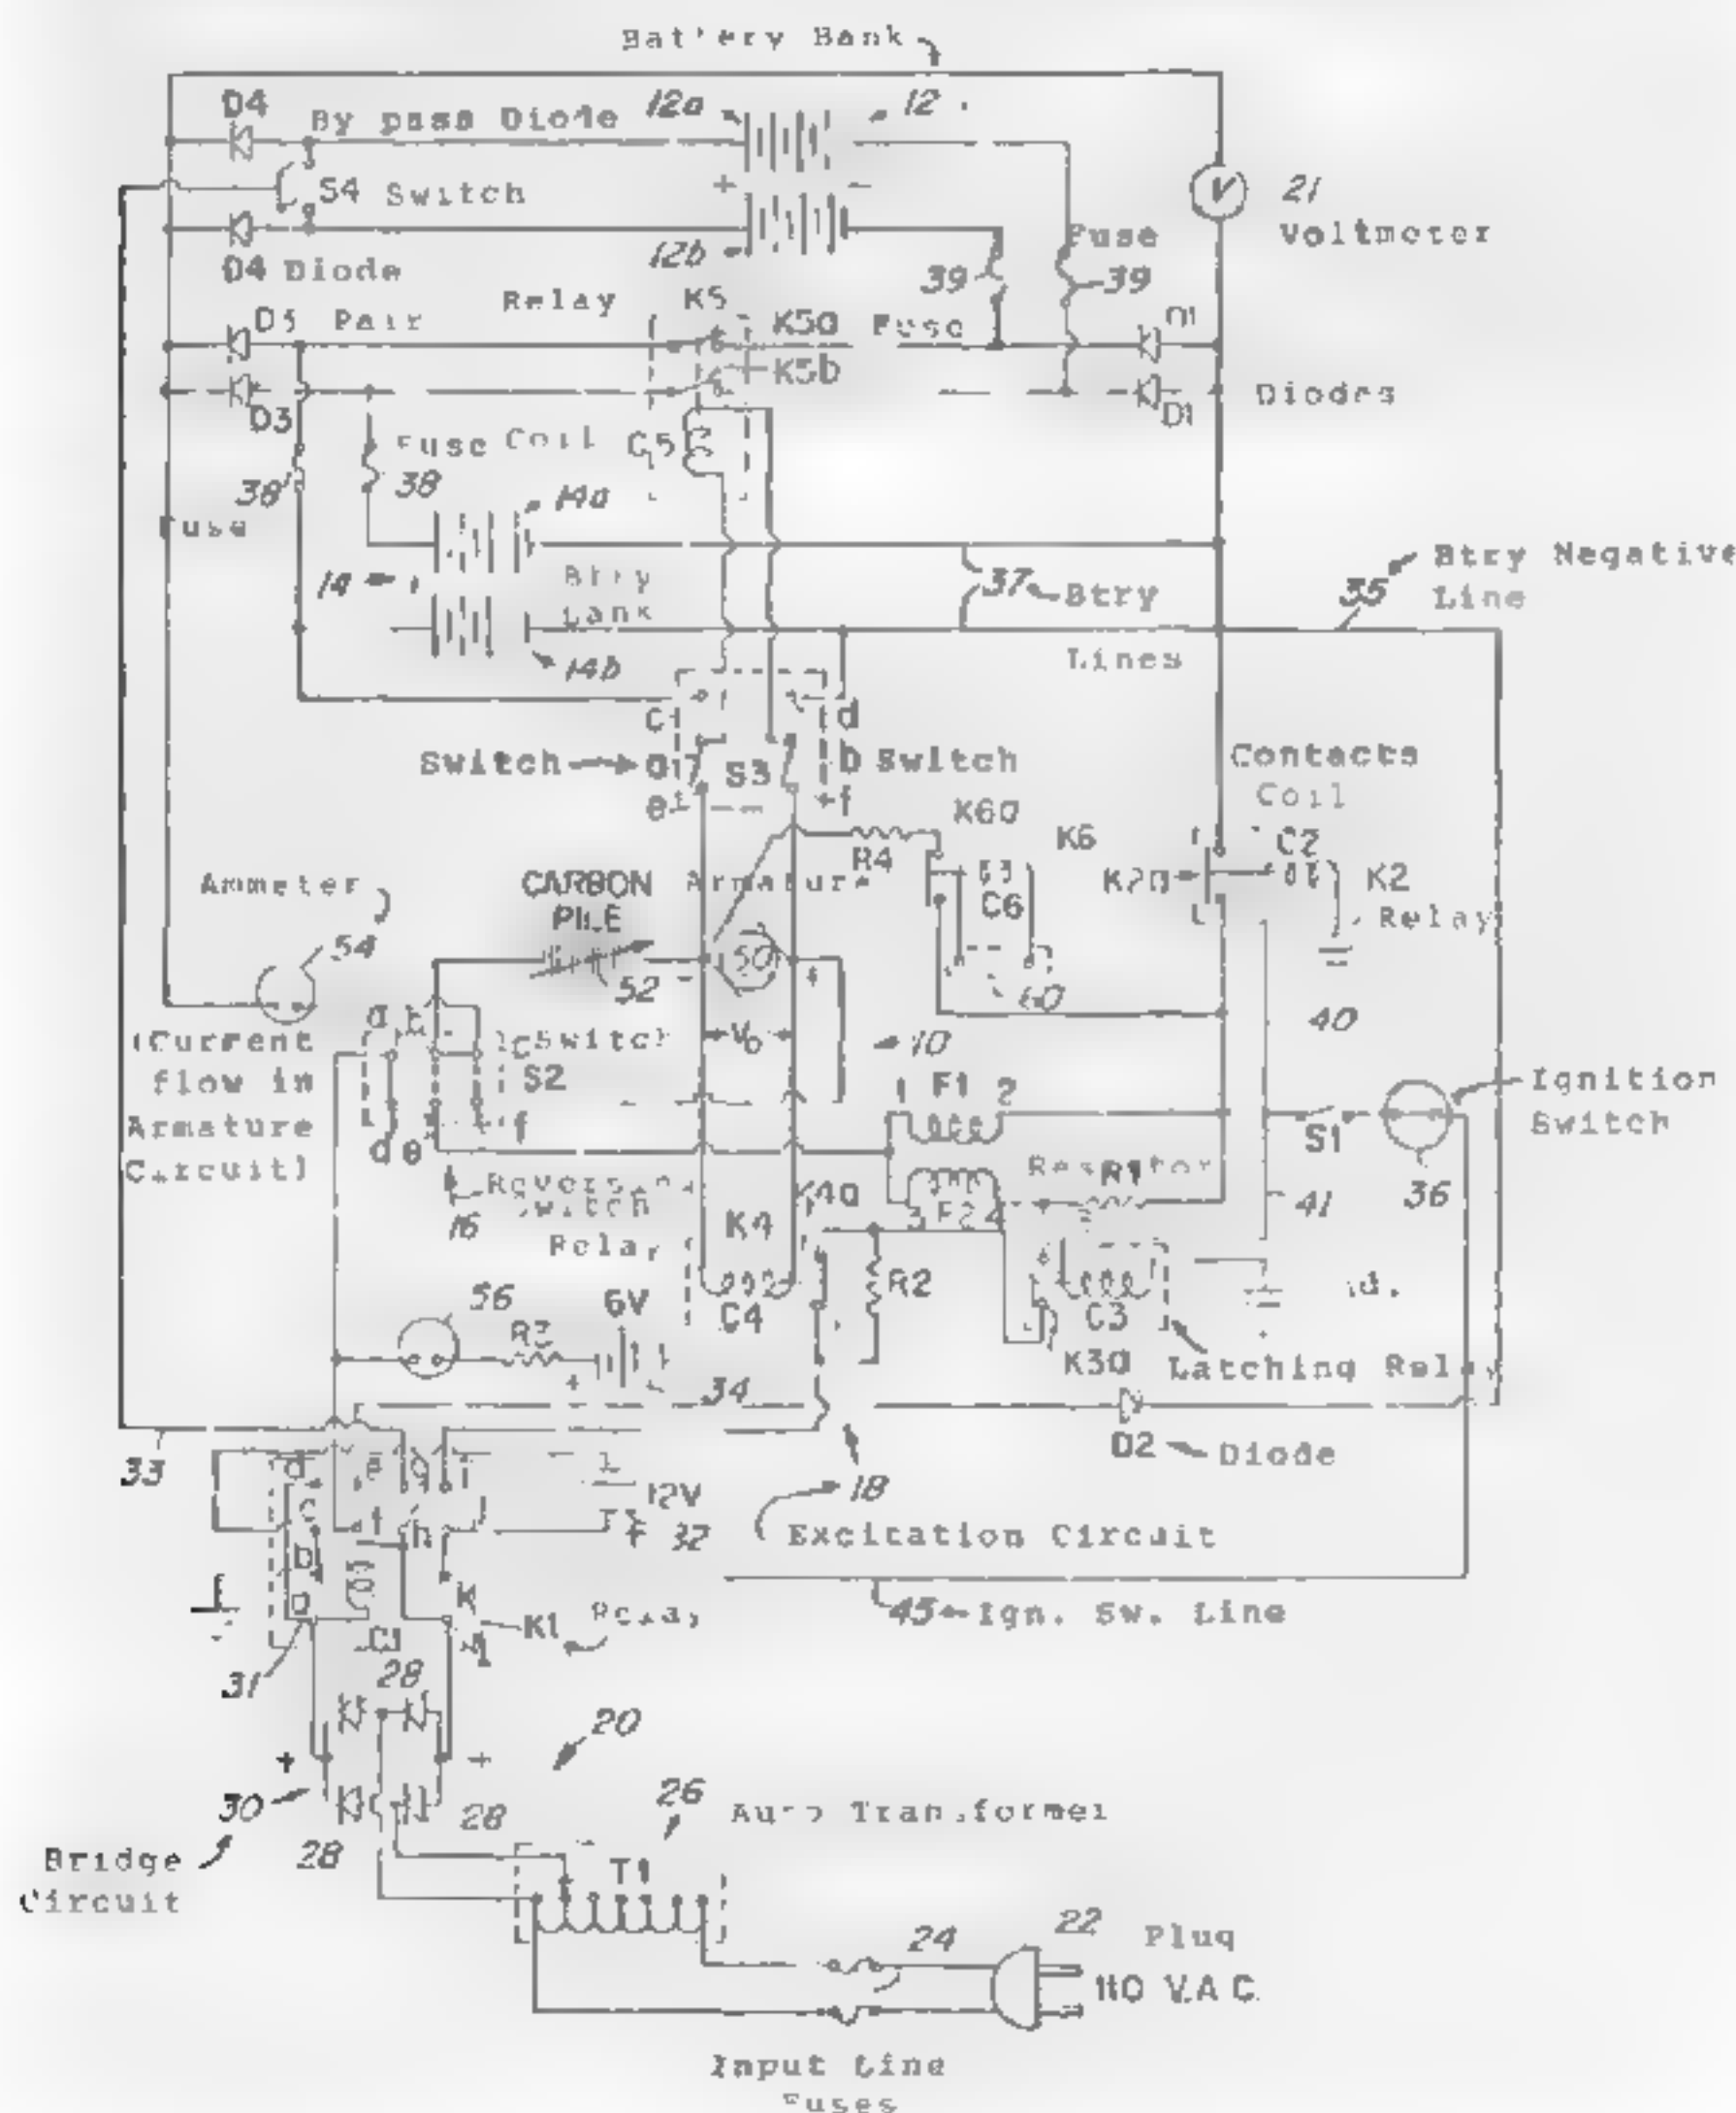 Battery Bank
D4
By pass Diode
12a
12
S4 Switch
+
−
21
Voltmeter
V
D4 Diode
12b
Fuse
39
39
D3 Pair
Relay
K5
K5a
Fuse
D1
K5b
D3
D1
Diodes
Fuse
Coil
C5
38
38
Fuse
14a
14
Btry
Bank
37
Btry
Lines
35
Btry Negative
Line
14b
c
d
Switch
a
S3
b
Switch
e
f
Contacts
Coil
K6a
K6
R4
C2
K2a
K2
Relay
Ammeter
54
CARBON
PILE
Armature
C6
50
52
−
+
60
40
(Current
flow in
Armature
Circuit)
a
b
c
Switch
S2
d
e
f
V₀
10
1
F1
2
Ignition
Switch
S1
36
Reversing
Switch
16
Relay
K4a
K4
3
F2
4
Resistor
R1
41
56
R3
6V
+
C4
R2
C3
K3a
Latching Relay
34
D2
Diode
33
d
e
g
i
c
f
h
b
a
12V
+
32
18
Excitation Circuit
45
Ign. Sw. Line
C1
K1
Relay
31
28
20
+
30
Bridge
Circuit
28
28
26
Auto Transformer
T1
24
22
Plug
110 V.A.C.
Input Line
Fuses